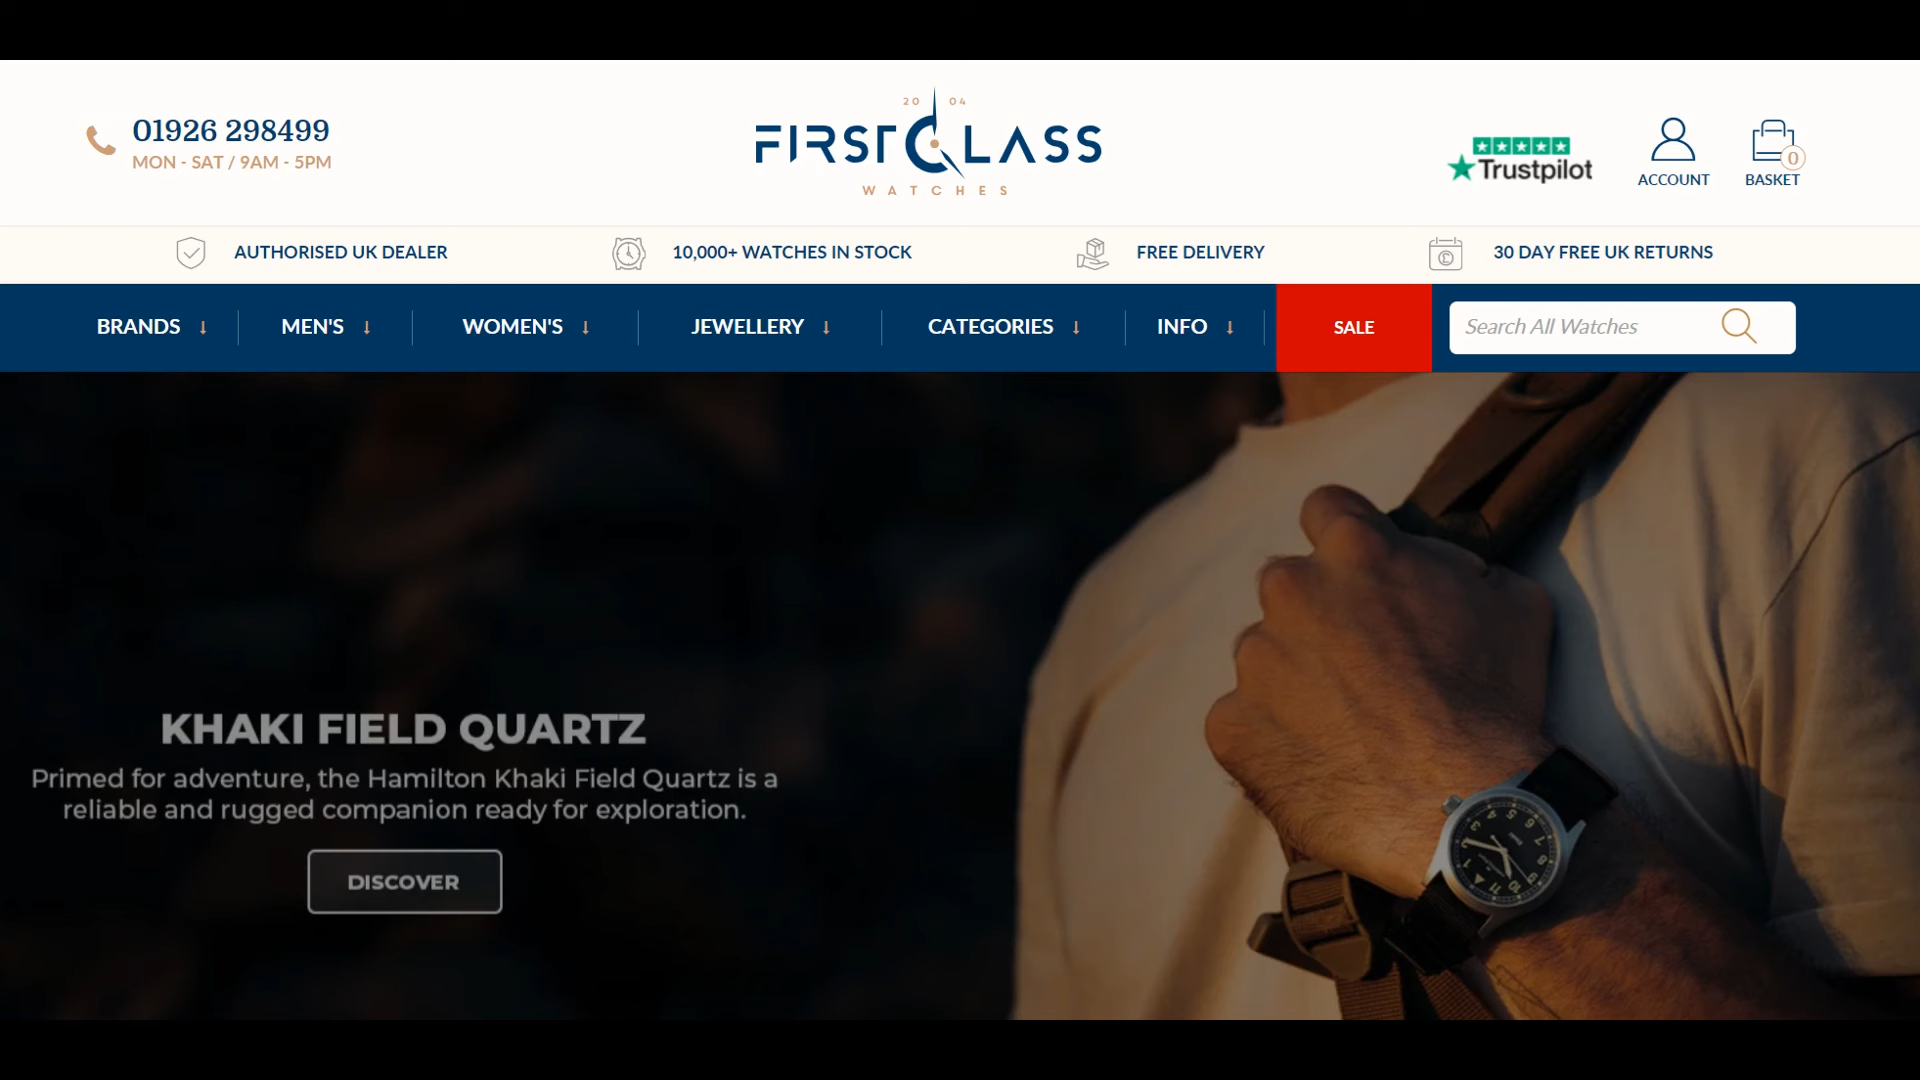 01926 298499
MON - SAT / 9AM - 5PM
20 04
FIRST CLASS
WATCHES
Trustpilot
ACCOUNT
0
BASKET
AUTHORISED UK DEALER
10,000+ WATCHES IN STOCK
FREE DELIVERY
30 DAY FREE UK RETURNS
BRANDS
MEN'S
WOMEN'S
JEWELLERY
CATEGORIES
INFO
SALE
Search All Watches
KHAKI FIELD QUARTZ
Primed for adventure, the Hamilton Khaki Field Quartz is a
reliable and rugged companion ready for exploration.
DISCOVER